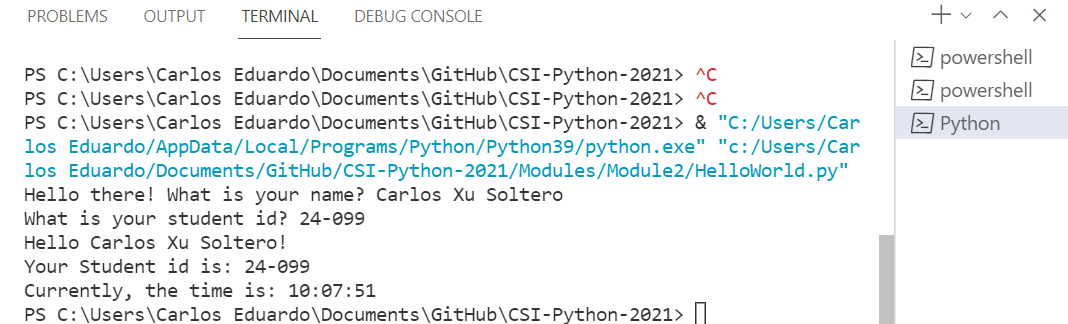 PROBLEMS OUTPUT TERMINAL DEBUG CONSOLE
PS C:\Users\Carlos Eduardo\Documents\GitHub\CSI-Python-2021> ^C
PS C:\Users\Carlos Eduardo\Documents\GitHub\CSI-Python-2021> ^C
PS C:\Users\Carlos Eduardo\Documents\GitHub\CSI-Python-2021> & "C:/Users/Car
los Eduardo/AppData/Local/Programs/Python/Python39/python.exe" "c:/Users/Car
los Eduardo/Documents/GitHub/CSI-Python-2021/Modules/Module2/HelloWorld.py"
Hello there! What is your name? Carlos Xu Soltero
What is your student id? 24-099
Hello Carlos Xu Soltero!
Your Student id is: 24-099
Currently, the time is: 10:07:51
PS C:\Users\Carlos Eduardo\Documents\GitHub\CSI-Python-2021>
powershell
powershell
Python